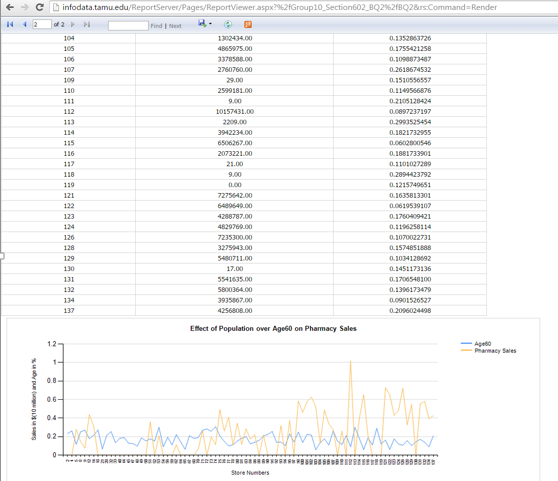 infodata.tamu.edu/ReportServer/Pages/ReportViewer.aspx?%2fGroup10_Section602_BQ2%2fBQ2&rs:Command=Render
2 of 2 Find | Next
104 1302434.00 0.1352863726
105 4865975.00 0.1755421258
106 3378588.00 0.1098873487
107 2760760.00 0.2618674532
109 29.00 0.1510556557
110 2599181.00 0.1149566876
111 9.00 0.2105128424
112 10157431.00 0.0897237197
113 2209.00 0.2993525454
114 3942234.00 0.1821732955
115 6506267.00 0.0602800546
116 2073221.00 0.1881733901
117 21.00 0.1101027289
118 9.00 0.2894423792
119 0.00 0.1215749651
121 7275642.00 0.1635813301
122 6489649.00 0.0619539107
123 4288787.00 0.1760409421
124 4829769.00 0.1196258114
126 7235300.00 0.1070022731
128 3275943.00 0.1574851888
129 5480711.00 0.1034128692
130 17.00 0.1451173136
131 5541635.00 0.1706548100
132 5800364.00 0.1396173479
134 3935867.00 0.0901526527
137 4256808.00 0.2096024498
Effect of Population over Age60 on Pharmacy Sales
Sales in $(10 million) and Age in %
1.2
1
0.8
0.6
0.4
0.2
0
Age60
Pharmacy Sales
Store Numbers